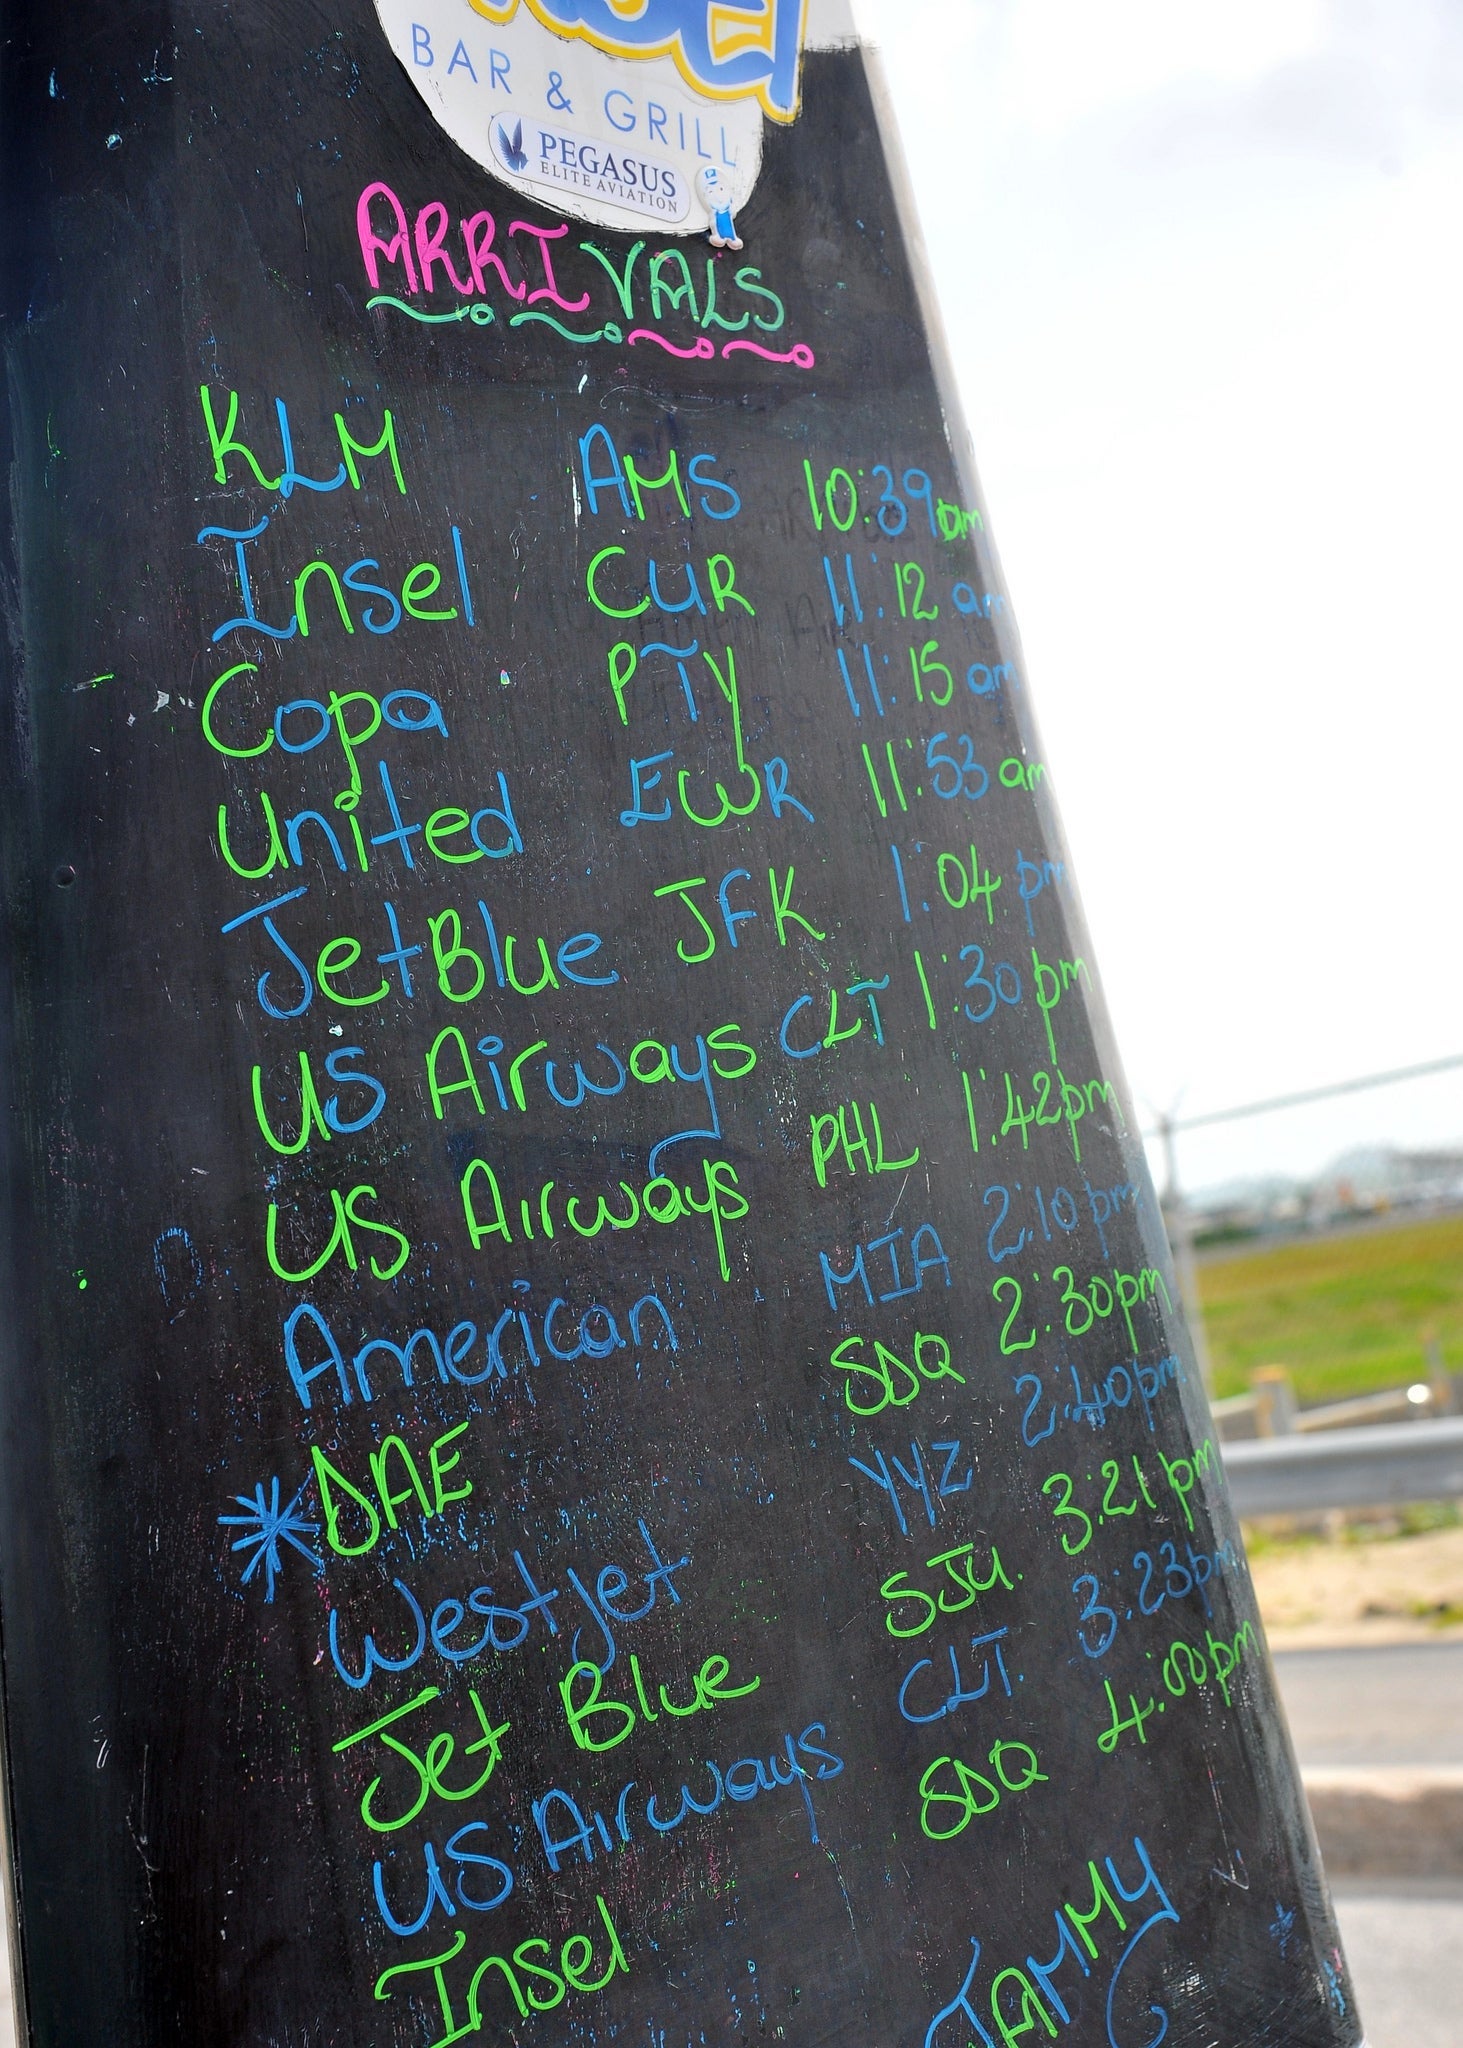 BAR & GRILL
PEGASUS
ELITE AVIATION
ARRIVALS
KLM AMS 10:39am
Insel CUR 11:12 am
Copa PTY 11:15 am
United EWR 11:53 am
JetBlue JFK 1:04 pm
US Airways CLT 1:30 pm
US Airways PHL 1:42pm
American MIA 2:10 pm
*DAE SDQ 2:30pm
Westjet YYZ 2:40pm
Jet Blue SJU. 3:21 pm
US Airways CLT. 3:23pm
Insel SDQ 4:00pm